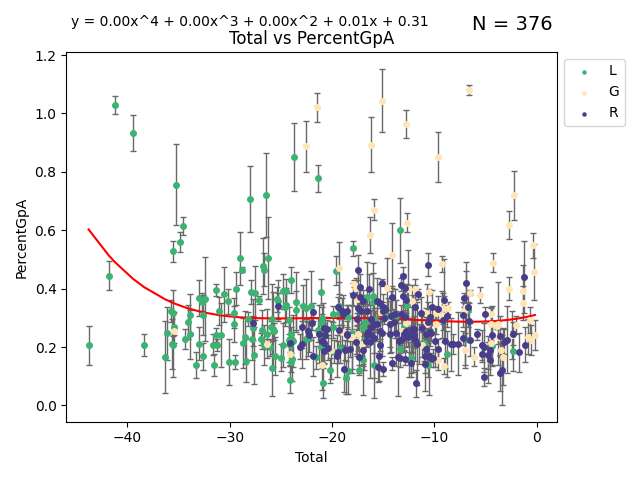 y = 0.00x^4 + 0.00x^3 + 0.00x^2 + 0.01x + 0.31
N = 376
Total vs PercentGpA
L
G
R
PercentGpA
1.2
1.0
0.8
0.6
0.4
0.2
0.0
−40
−30
−20
−10
0
Total